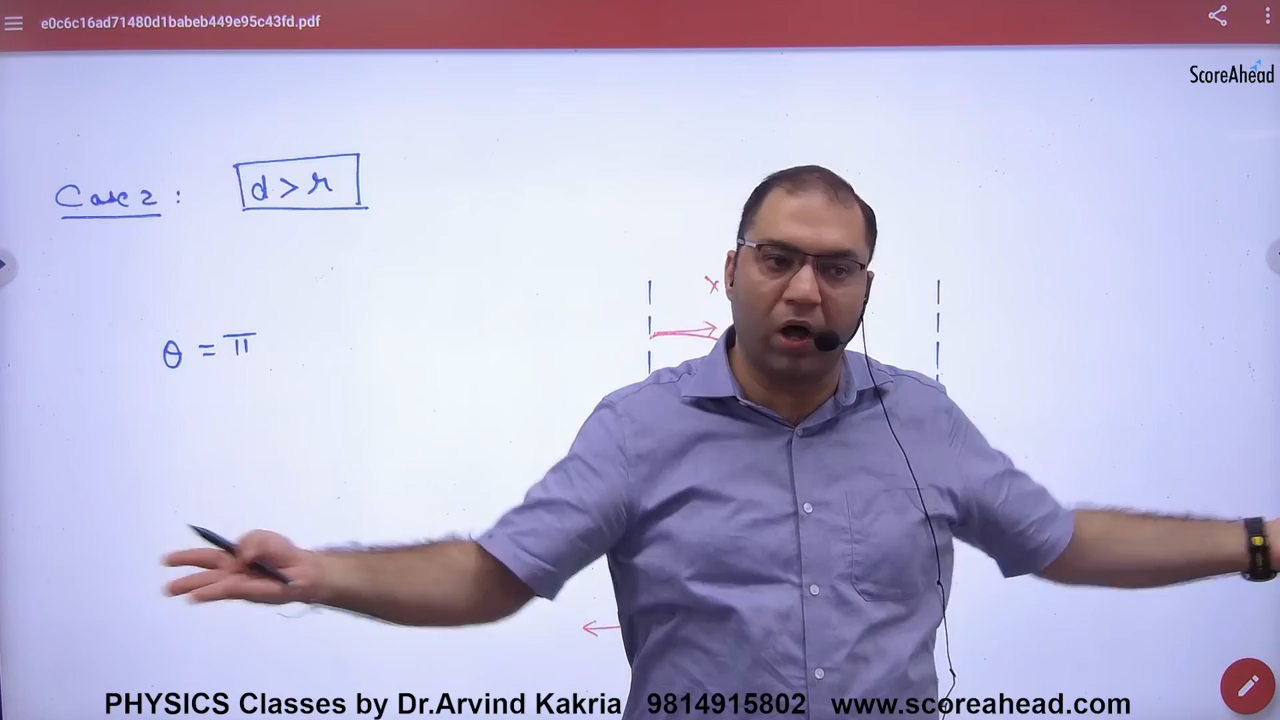 e0c6c16ad71480d1babeb449e95c43fd.pdf
ScoreAhead
Case 2 : d > r
x
θ = π
PHYSICS Classes by Dr.Arvind Kakria 9814915802 www.scoreahead.com